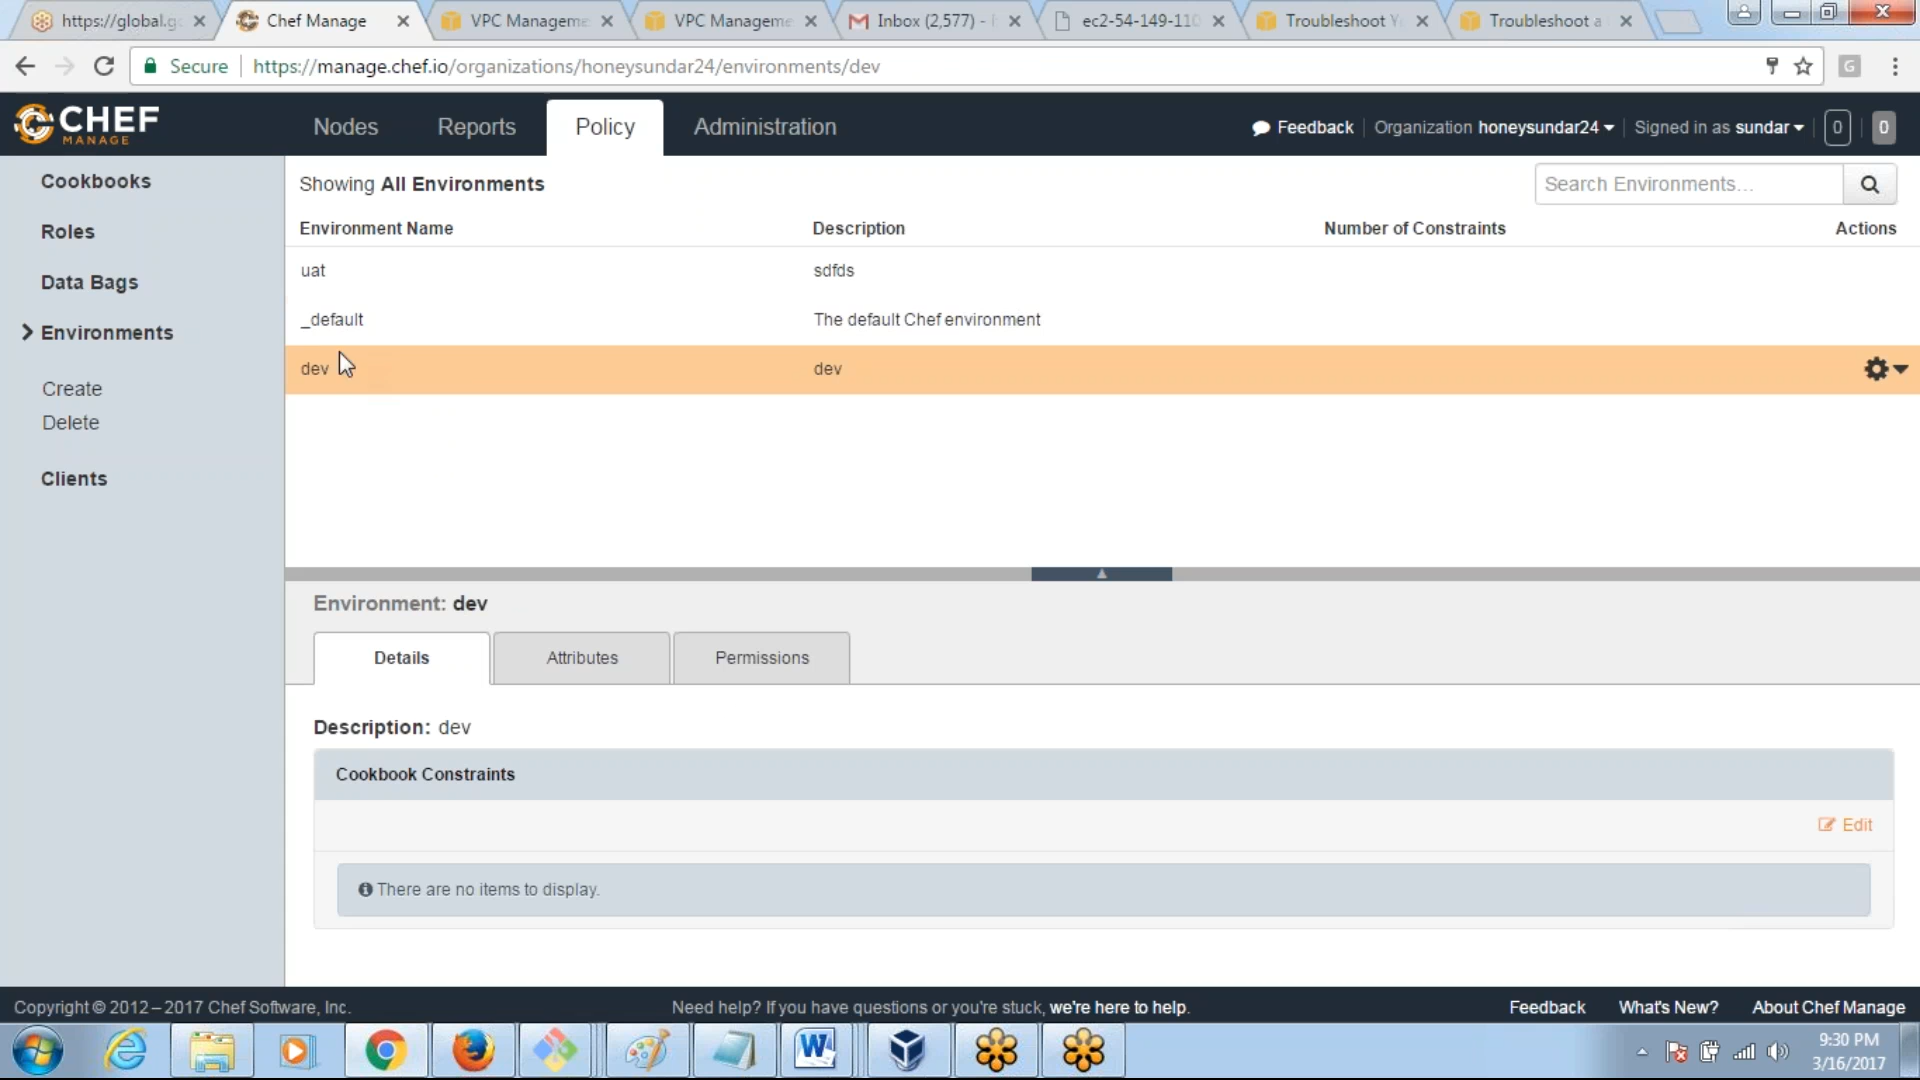 https://global.g
Chef Manage
VPC Manageme
VPC Manageme
Inbox (2,577) -
ec2-54-149-110
Troubleshoot Y
Troubleshoot a
Secure
https://manage.chef.io/organizations/honeysundar24/environments/dev
G
CHEF
MANAGE
Nodes
Reports
Policy
Administration
Feedback
Organization honeysundar24
Signed in as sundar
0
0
Cookbooks
Roles
Data Bags
Environments
Create
Delete
Clients
Showing All Environments
Search Environments...
Environment Name
Description
Number of Constraints
Actions
uat
sdfds
_default
The default Chef environment
dev
dev
Environment: dev
Details
Attributes
Permissions
Description: dev
Cookbook Constraints
Edit
There are no items to display.
Copyright © 2012 – 2017 Chef Software, Inc.
Need help? If you have questions or you're stuck, we're here to help.
Feedback
What's New?
About Chef Manage
9:30 PM
3/16/2017